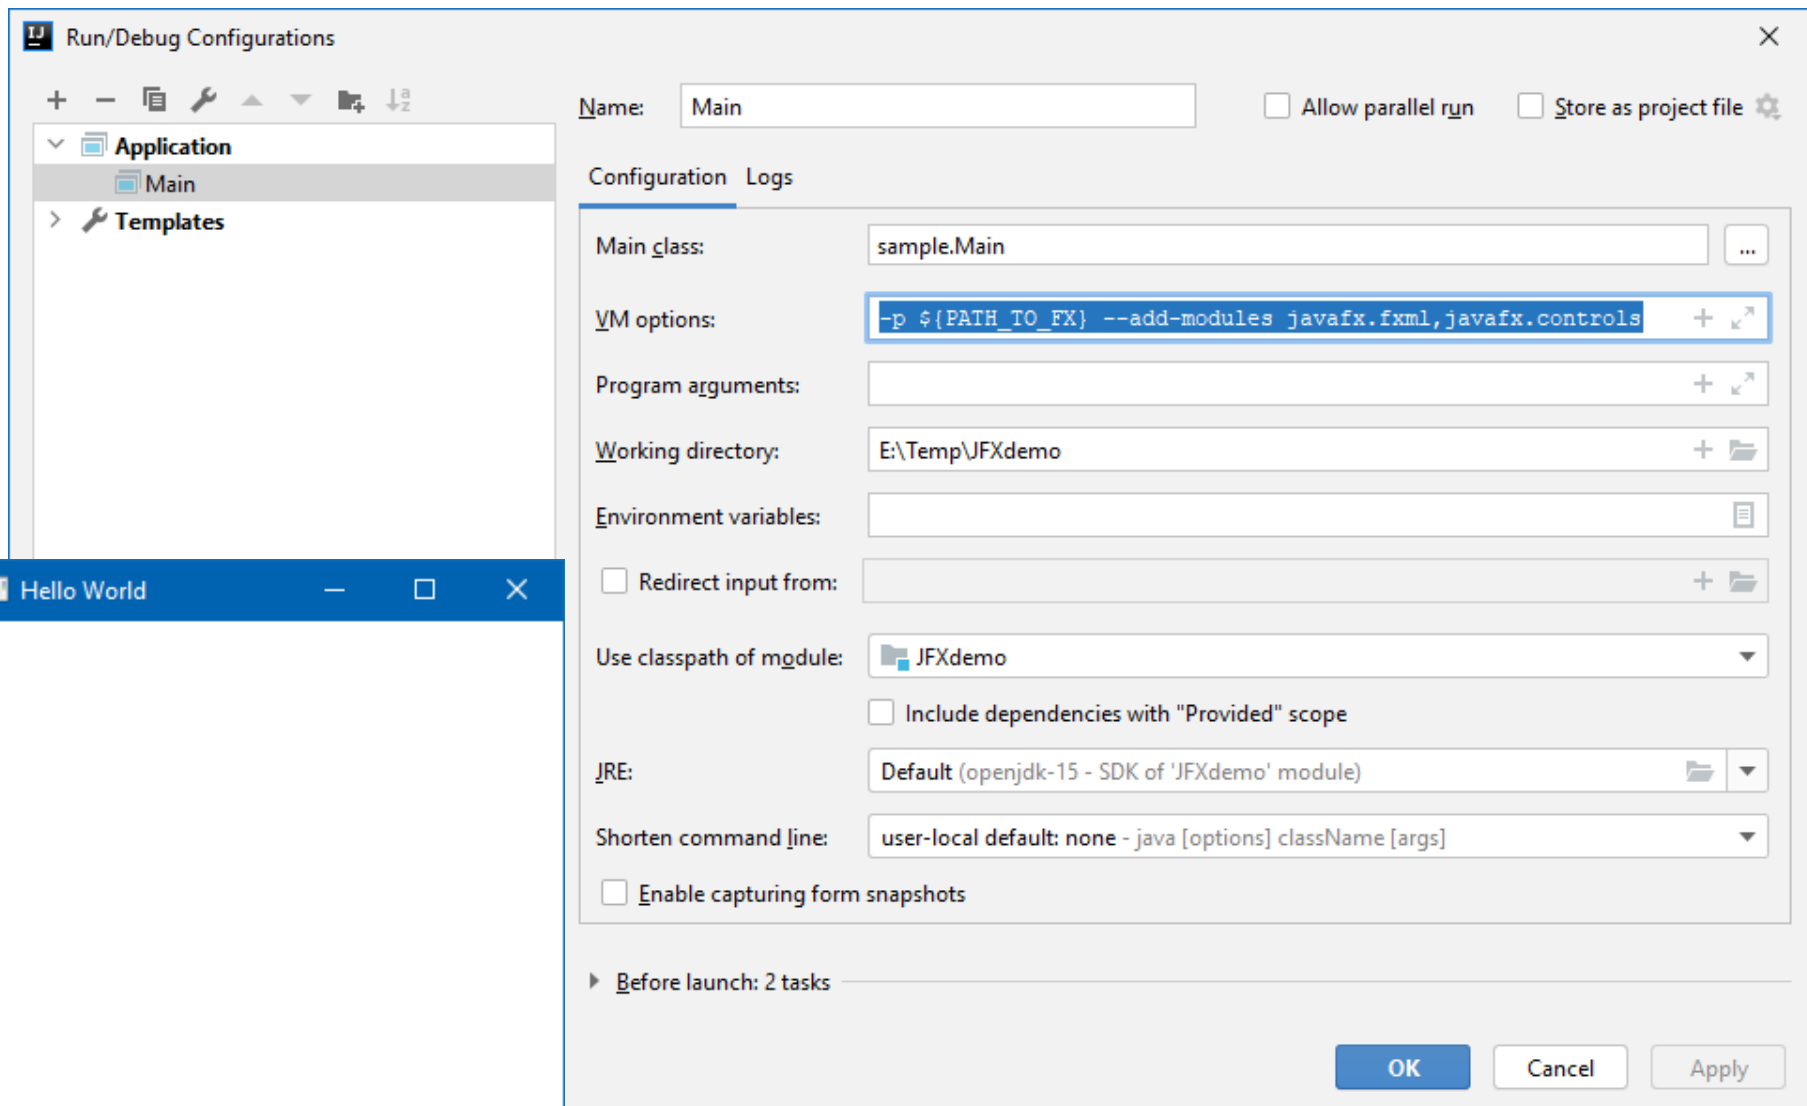 Run/Debug Configurations
Application
Main
Templates
Name: Main Allow parallel run Store as project file
Configuration Logs
Main class: sample.Main ...
VM options: -p ${PATH_TO_FX} --add-modules javafx.fxml,javafx.controls
Program arguments:
Working directory: E:\Temp\JFXdemo
Environment variables:
Redirect input from:
Use classpath of module: JFXdemo
Include dependencies with "Provided" scope
JRE: Default (openjdk-15 - SDK of 'JFXdemo' module)
Shorten command line: user-local default: none - java [options] className [args]
Enable capturing form snapshots
Before launch: 2 tasks
OK Cancel Apply
Hello World